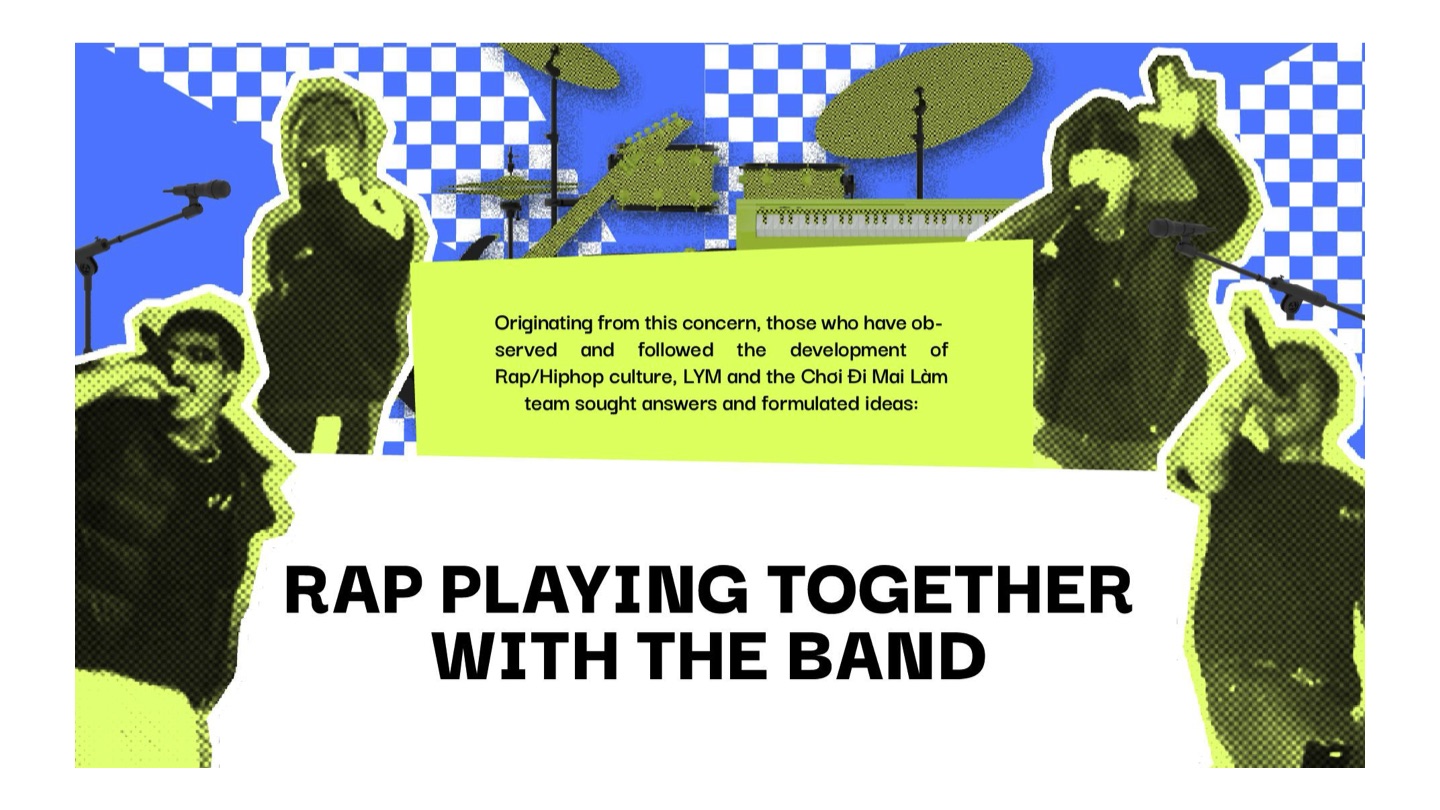 Originating from this concern, those who have ob-
served and followed the development of
Rap/Hiphop culture, LYM and the Chơi Đi Mai Làm
team sought answers and formulated ideas:
RAP PLAYING TOGETHER
WITH THE BAND